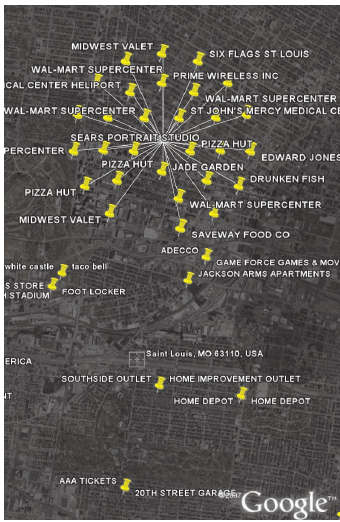 MIDWEST VALET
SIX FLAGS ST LOUIS
WAL-MART SUPERCENTER
PRIME WIRELESS INC
ICAL CENTER HELIPORT
WAL-MART SUPERCENTER
WAL-MART SUPERCENTER
ST JOHN'S MERCY MEDICAL CE
SEARS PORTRAIT STUDIO
PIZZA HUT
PERCENTER
EDWARD JONES
PIZZA HUT
JADE GARDEN
PIZZA HUT
DRUNKEN FISH
MIDWEST VALET
WAL-MART SUPERCENTER
SAVEWAY FOOD CO
ADECCO
GAME FORCE GAMES & MOV
white castle
taco bell
JACKSON ARMS APARTMENTS
S STORE
FOOT LOCKER
H STADIUM
Saint Louis, MO 63110, USA
ERICA
SOUTHSIDE OUTLET
HOME IMPROVEMENT OUTLET
NT
HOME DEPOT
HOME DEPOT
AAA TICKETS
20TH STREET GARAGE
Google™